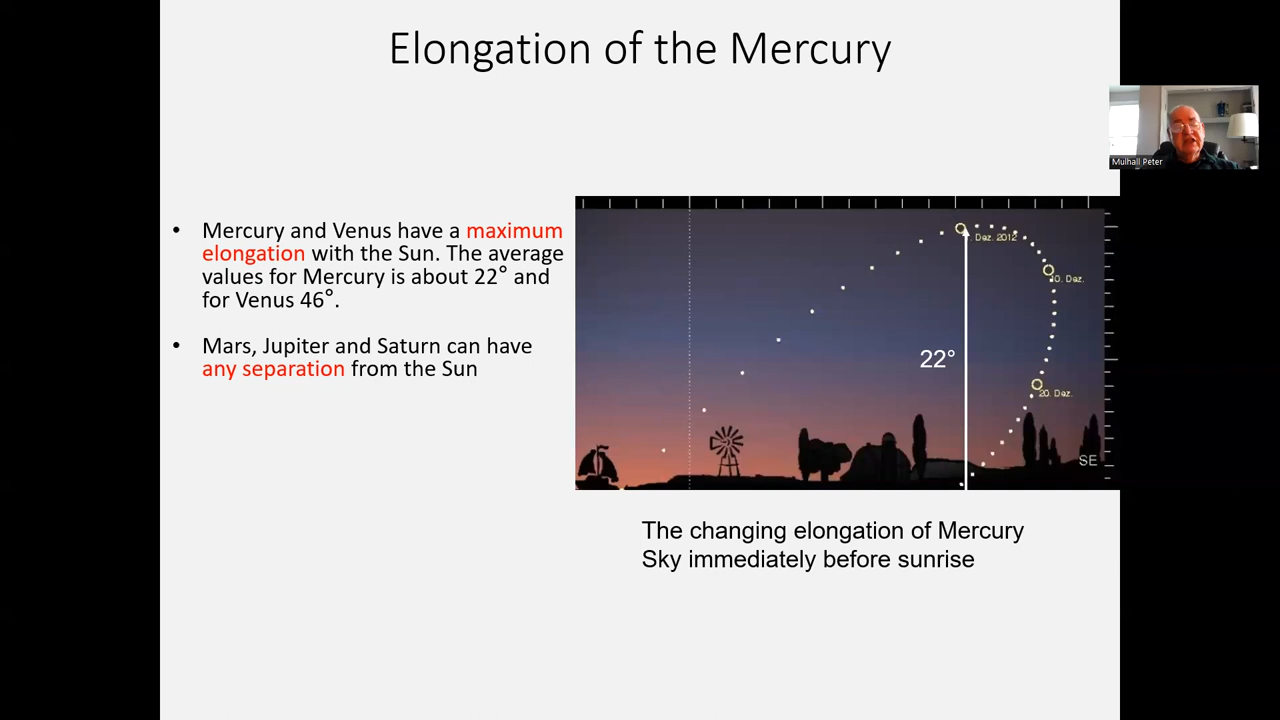 Elongation of the Mercury
Mulhall Peter
• Mercury and Venus have a maximum
elongation with the Sun. The average
values for Mercury is about 22° and
for Venus 46°.
• Mars, Jupiter and Saturn can have
any separation from the Sun
Dez. 2012
10. Dez.
22°
20. Dez.
SE
The changing elongation of Mercury
Sky immediately before sunrise